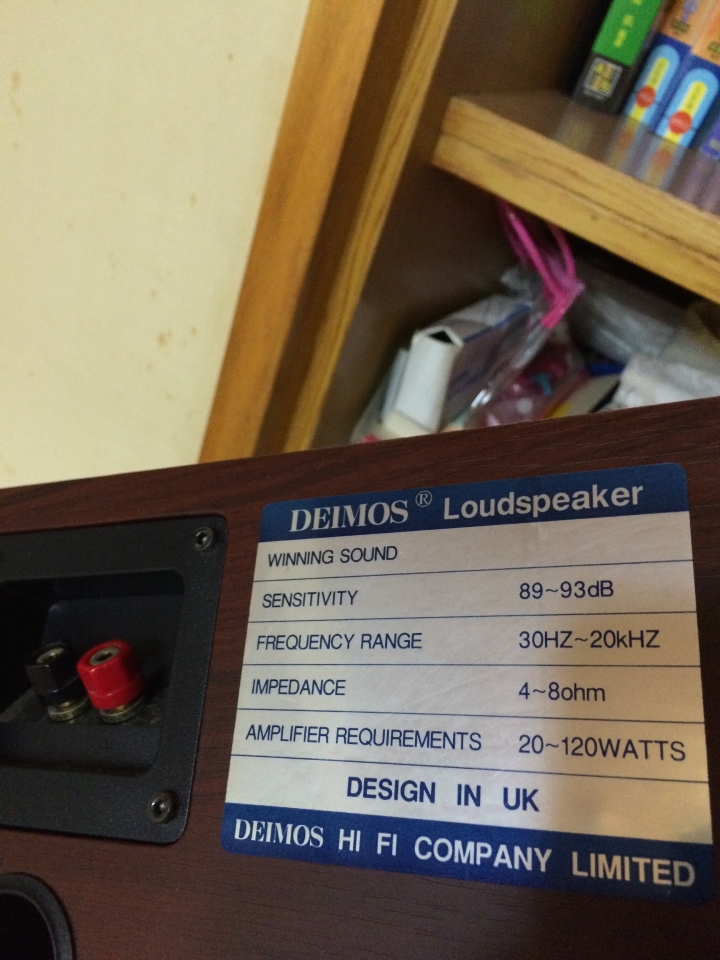 DEIMOS® Loudspeaker
WINNING SOUND
SENSITIVITY 89~93dB
FREQUENCY RANGE 30HZ~20kHZ
IMPEDANCE 4~8ohm
AMPLIFIER REQUIREMENTS 20~120WATTS
DESIGN IN UK
DEIMOS HI FI COMPANY LIMITED